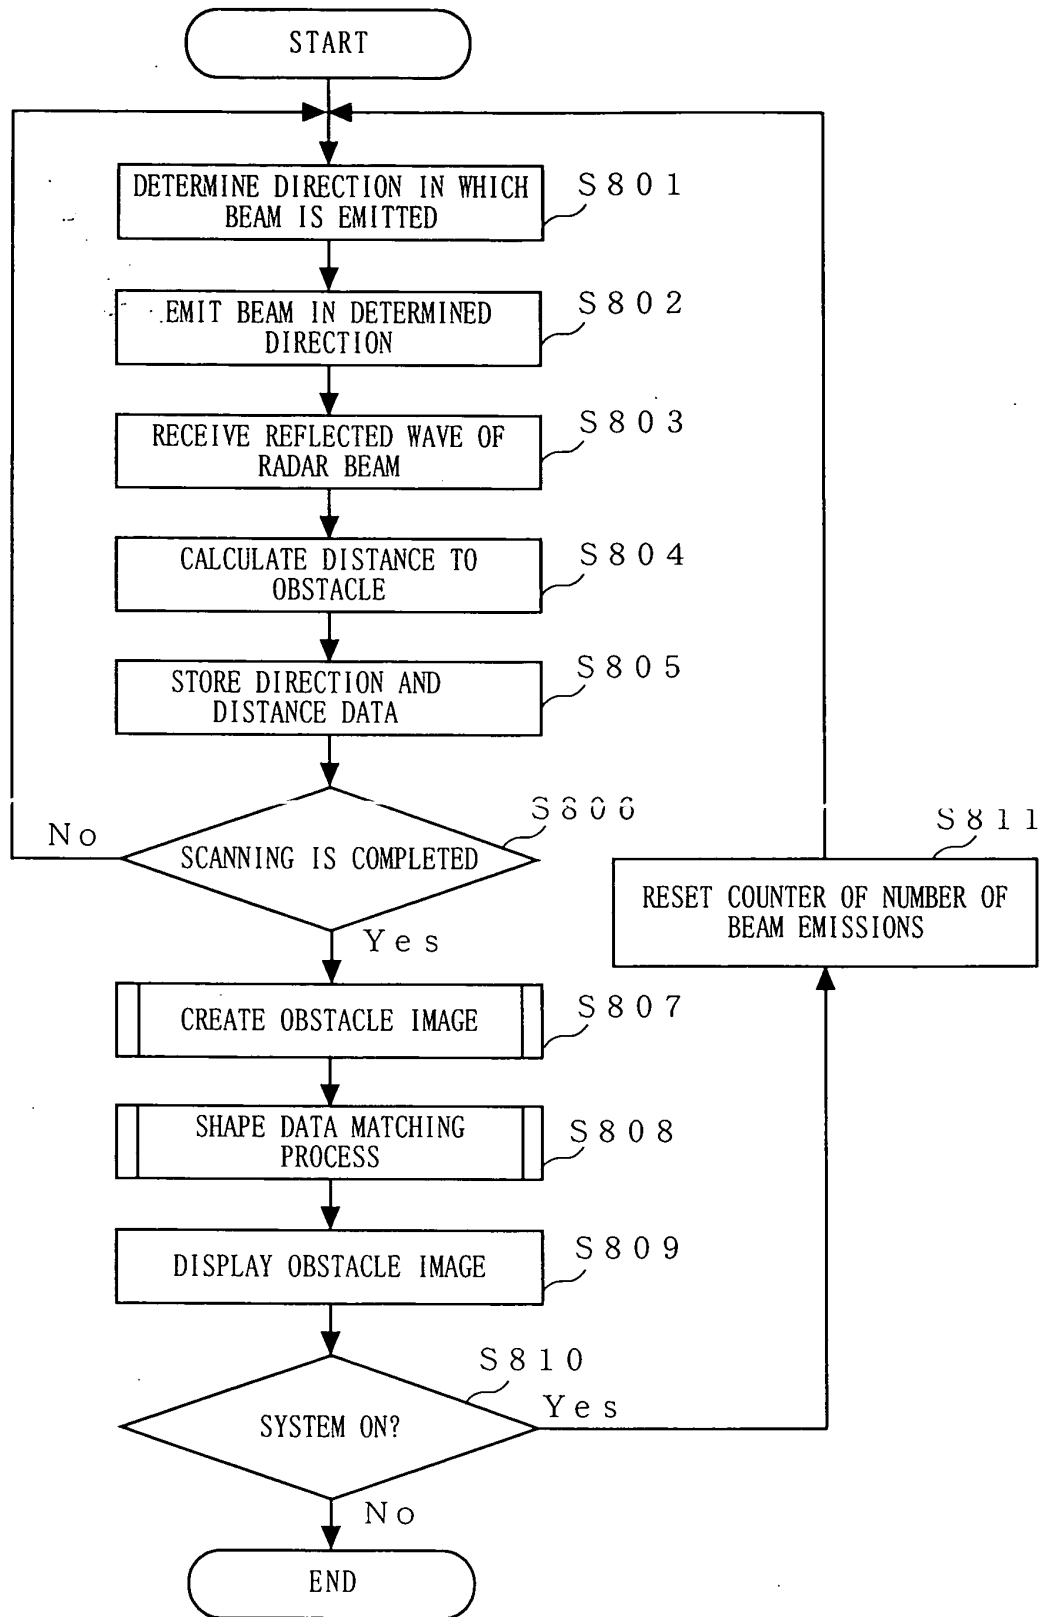 START
DETERMINE DIRECTION IN WHICH
BEAM IS EMITTED
S801
EMIT BEAM IN DETERMINED
DIRECTION
S802
RECEIVE REFLECTED WAVE OF
RADAR BEAM
S803
CALCULATE DISTANCE TO
OBSTACLE
S804
STORE DIRECTION AND
DISTANCE DATA
S805
SCANNING IS COMPLETED
S806
No
Yes
CREATE OBSTACLE IMAGE
S807
SHAPE DATA MATCHING
PROCESS
S808
DISPLAY OBSTACLE IMAGE
S809
SYSTEM ON?
S810
Yes
No
RESET COUNTER OF NUMBER OF
BEAM EMISSIONS
S811
END